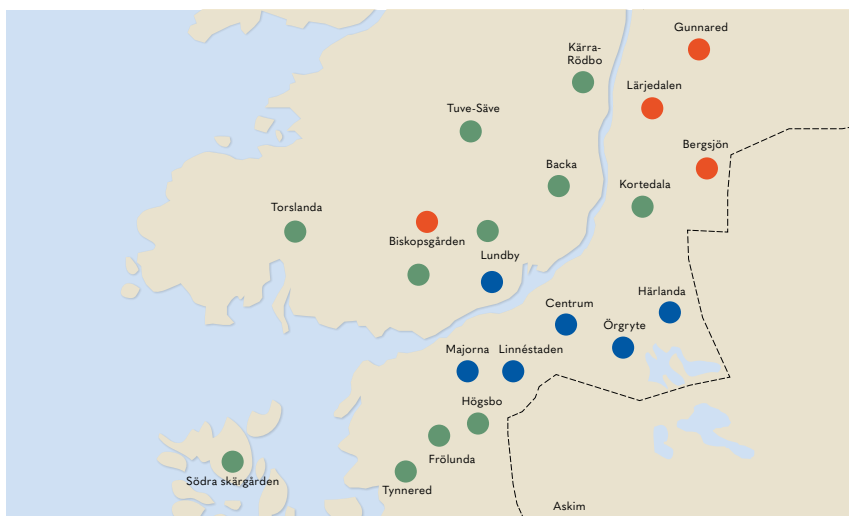 Gunnared
Kärra-
Rödbo
Lärjedalen
Tuve-Säve
Bergsjön
Backa
Kortedala
Torslanda
Biskopsgården
Lundby
Härlanda
Centrum
Örgryte
Majorna
Linnéstaden
Högsbo
Frölunda
Södra skärgården
Tynnered
Askim